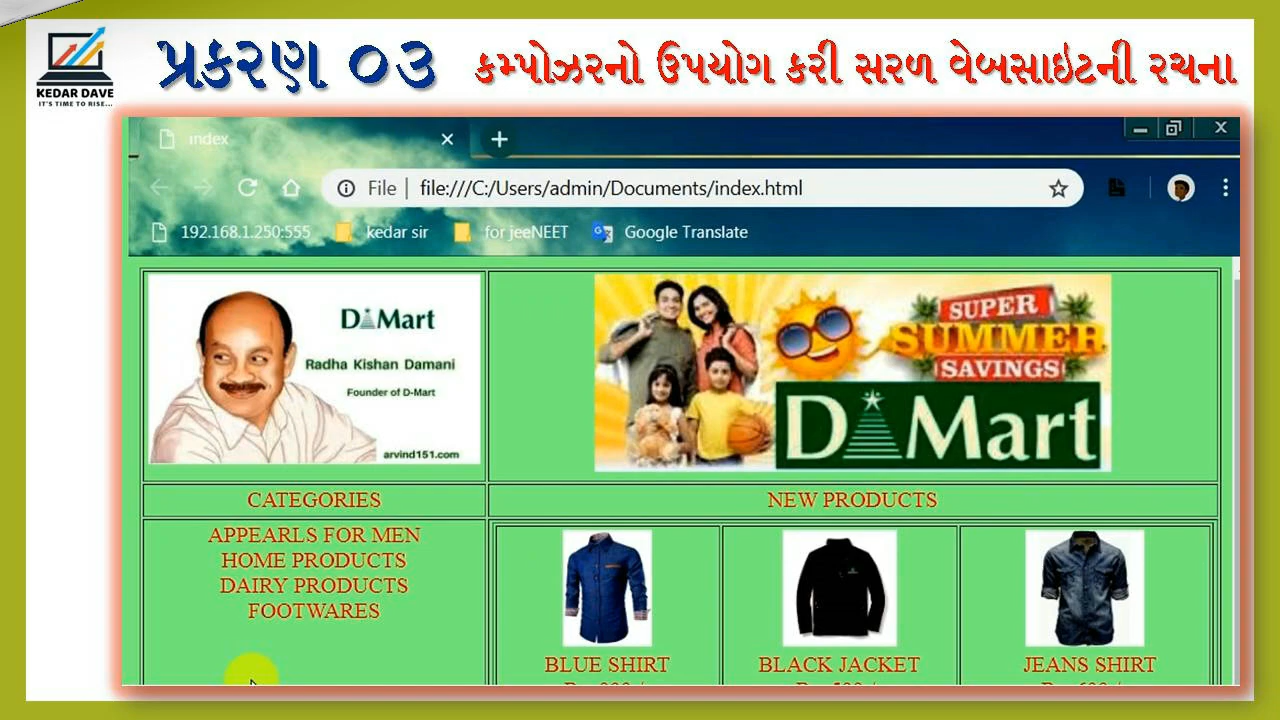 KEDAR DAVE
IT'S TIME TO RISE...
પ્રકરણ ૦૩ કમ્પોઝરનો ઉપયોગ કરી સરળ વેબસાઇટની રચના
index
File | file:///C:/Users/admin/Documents/index.html
192.168.1.250:555 kedar sir for jeeNEET Google Translate
D Mart
Radha Kishan Damani
Founder of D-Mart
arvind151.com
SUPER
SUMMER
SAVINGS
D Mart
CATEGORIES
NEW PRODUCTS
APPEARLS FOR MEN
HOME PRODUCTS
DAIRY PRODUCTS
FOOTWARES
BLUE SHIRT
BLACK JACKET
JEANS SHIRT